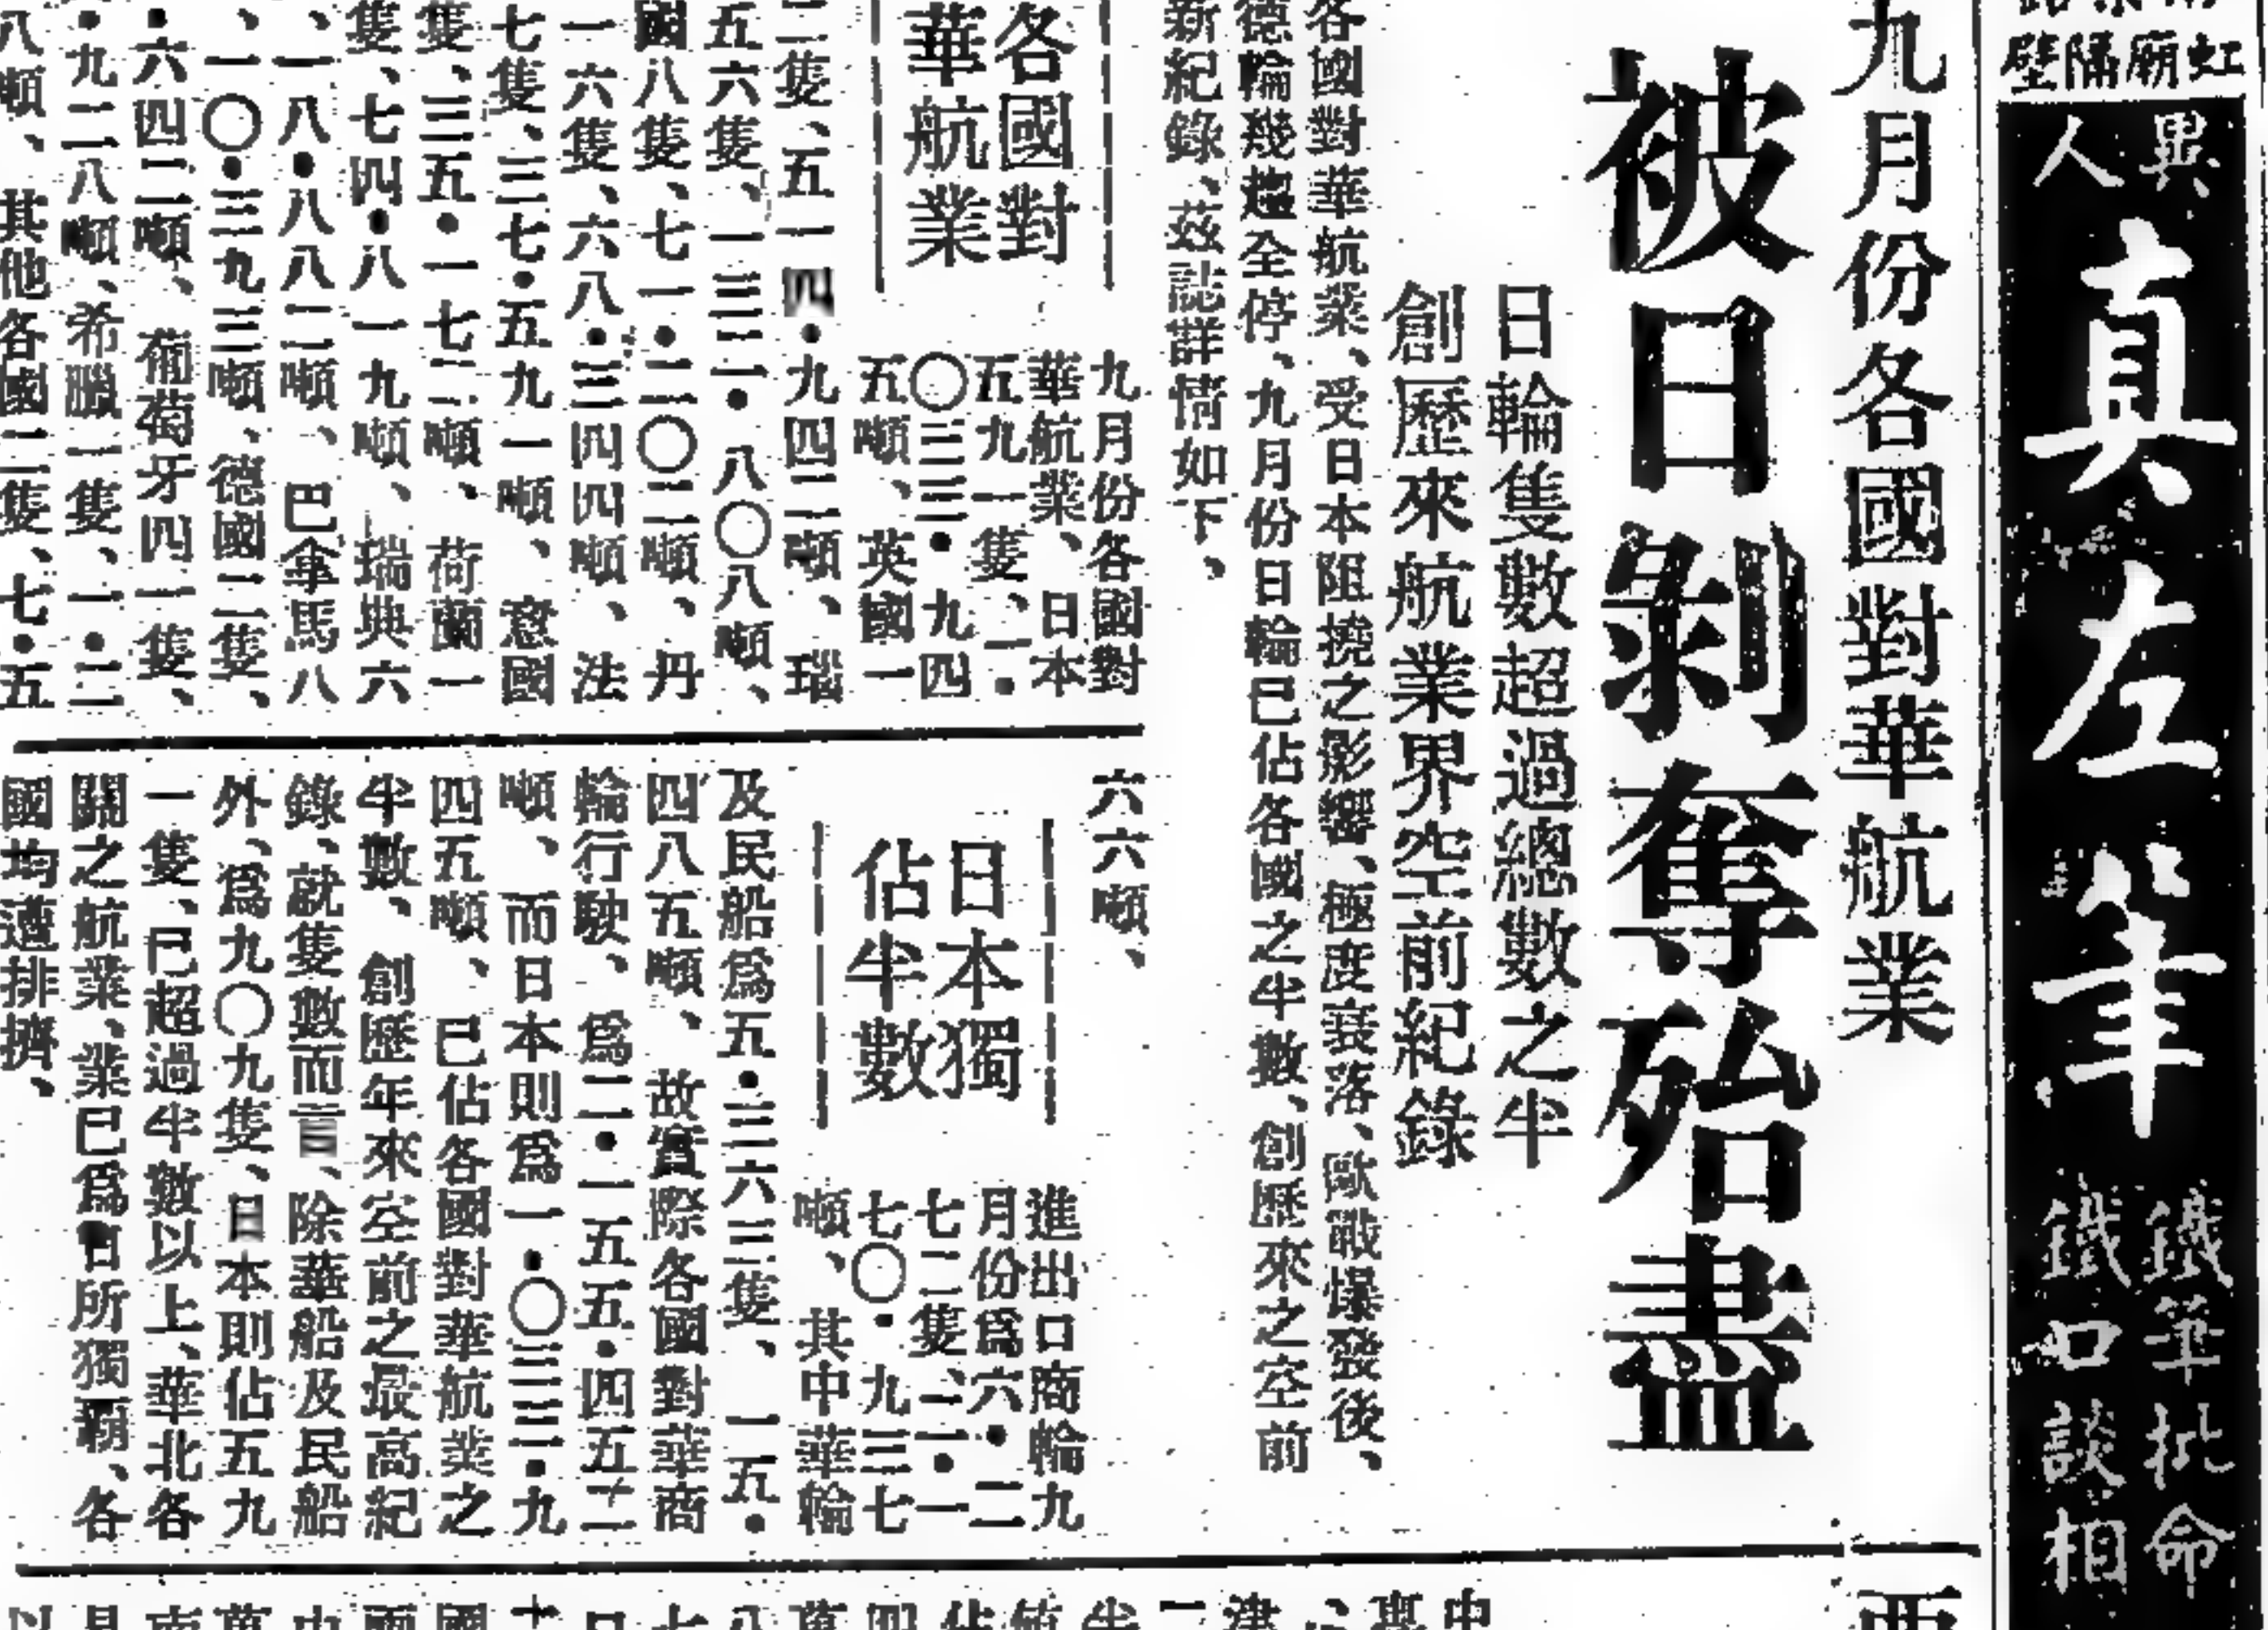 虹廟隔壁
異人
真左筆
鐵筆批命
鐵口談相
九月份各國對華航業
被日剝奪殆盡
日輪隻數超過總數之半
創歷來航業界空前紀錄
各國對華航業、受日本阻撓之影響、極度衰落、歐戰爆發後、
德輪幾趨全停、九月份日輪已佔各國之半數、創歷來之空前
新紀錄、茲誌詳情如下、
各國對
華航業
九月份各國對
華航業、日本
五九一隻、一·
〇三三·九四
五噸、英國一
二隻、五一四·九四二噸、瑞
五六隻、一三二·八〇八噸、
國八隻、七一·二〇二噸、丹
一六隻、六八·三四四噸、法
七隻、三七·五九一噸、意國
隻、三五·一七二噸、荷蘭一
隻、七四·八一九噸、瑞典六
、一八·八八二噸、巴拿馬八
、一〇·三九三噸、德國二隻、
·六四二噸、葡萄牙四一隻、
·九二八噸、希臘一隻、一·二
八噸、其他各國二隻、七·五
六六噸、
日本獨
佔半數
進出口商輪九
月份爲六·二
七二隻、二·一
七〇·九三七
噸、其中華輪
及民船爲五·三六三隻、一五·
四八五噸、故實際各國對華商
輪行駛、爲二·一五五·四五二
噸、而日本則爲一·〇三三·九
四五噸、已佔各國對華航業之
半數、創歷年來空前之最高紀
錄、就隻數而言、除華船及民船
外、爲九〇九隻、日本則佔五九
一隻、已超過半數以上、華北各
關之航業、業已爲日所獨霸、各
國均遭排擠、